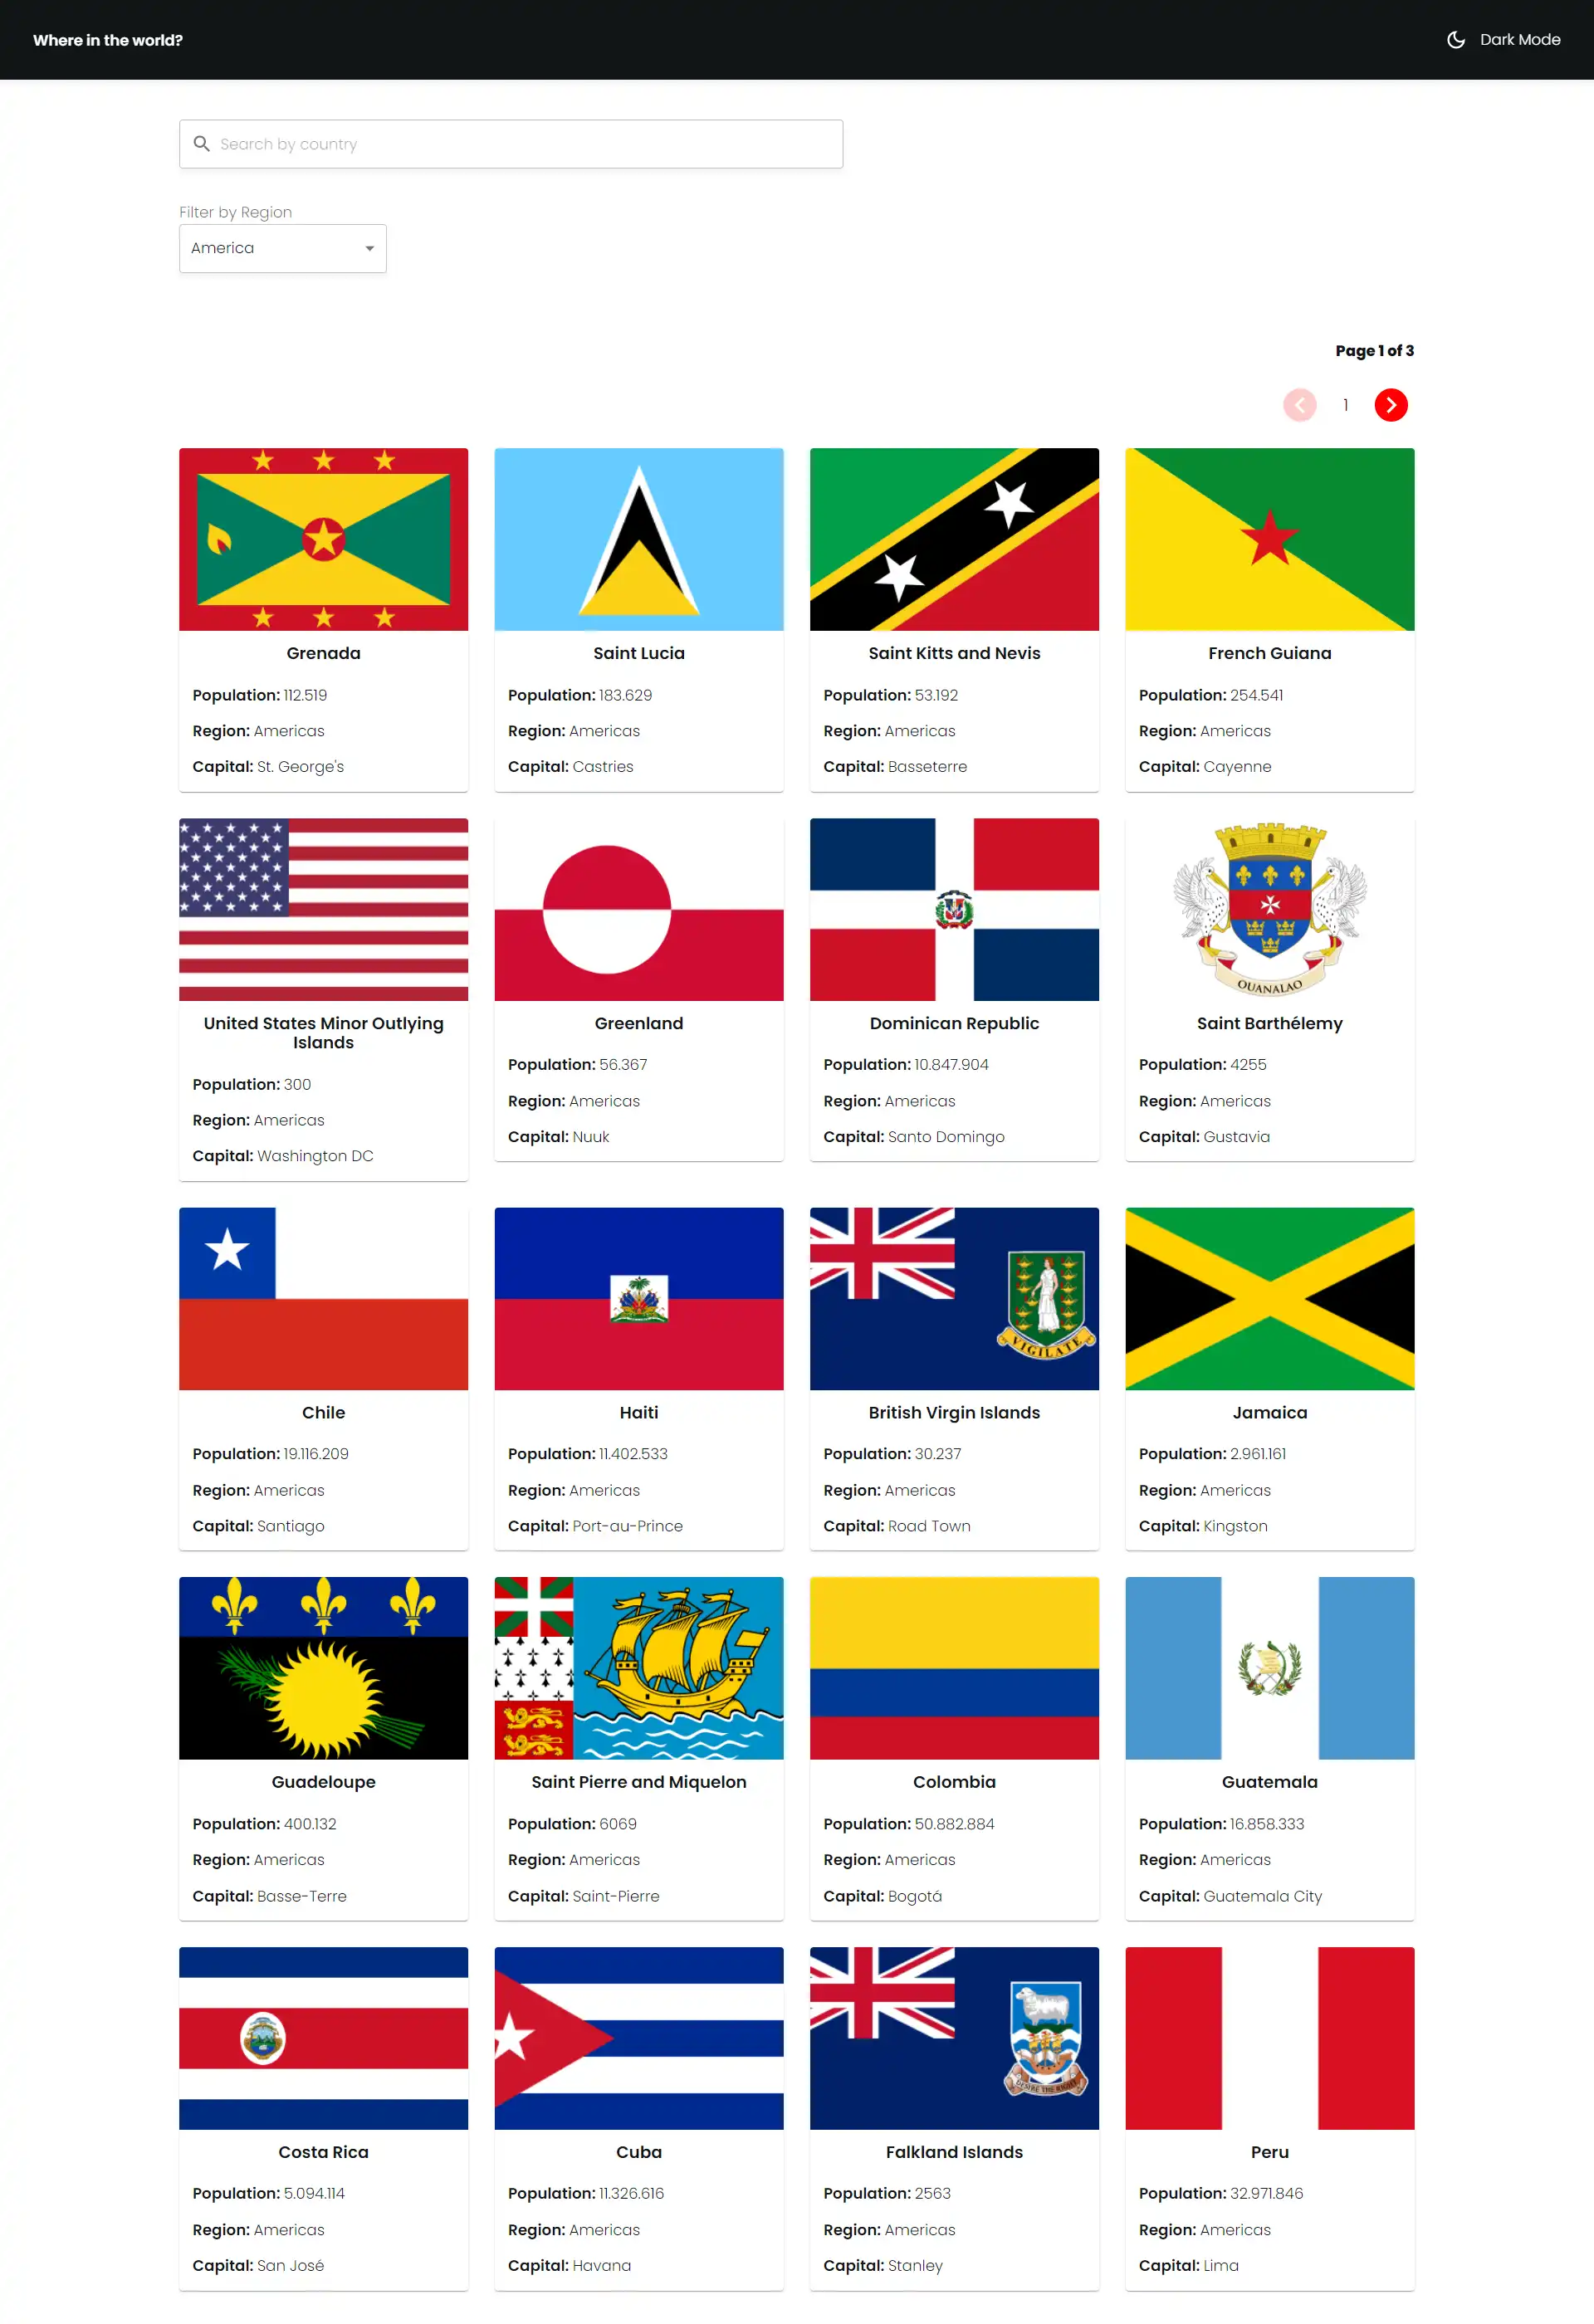 Where in the world?
Dark Mode
Search by country
Filter by Region
America
Page 1 of 3
1
Grenada
Population: 112.519
Region: Americas
Capital: St. George's
Saint Lucia
Population: 183.629
Region: Americas
Capital: Castries
Saint Kitts and Nevis
Population: 53.192
Region: Americas
Capital: Basseterre
French Guiana
Population: 254.541
Region: Americas
Capital: Cayenne
United States Minor Outlying
Islands
Population: 300
Region: Americas
Capital: Washington DC
Greenland
Population: 56.367
Region: Americas
Capital: Nuuk
Dominican Republic
Population: 10.847.904
Region: Americas
Capital: Santo Domingo
OUANALAO
Saint Barthélemy
Population: 4255
Region: Americas
Capital: Gustavia
Chile
Population: 19.116.209
Region: Americas
Capital: Santiago
Haiti
Population: 11.402.533
Region: Americas
Capital: Port-au-Prince
VIGILATE
British Virgin Islands
Population: 30.237
Region: Americas
Capital: Road Town
Jamaica
Population: 2.961.161
Region: Americas
Capital: Kingston
Guadeloupe
Population: 400.132
Region: Americas
Capital: Basse-Terre
Saint Pierre and Miquelon
Population: 6069
Region: Americas
Capital: Saint-Pierre
Colombia
Population: 50.882.884
Region: Americas
Capital: Bogotá
Guatemala
Population: 16.858.333
Region: Americas
Capital: Guatemala City
Costa Rica
Population: 5.094.114
Region: Americas
Capital: San José
Cuba
Population: 11.326.616
Region: Americas
Capital: Havana
DESIRE THE RIGHT
Falkland Islands
Population: 2563
Region: Americas
Capital: Stanley
Peru
Population: 32.971.846
Region: Americas
Capital: Lima